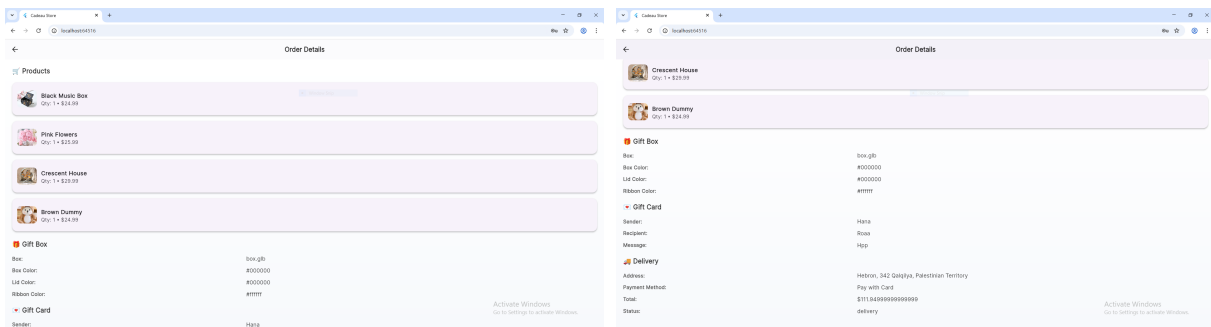 Cadeau Store
localhost:64516
Order Details
Products
Black Music Box
Qty: 1 • $24.99
Pink Flowers
Qty: 1 • $25.99
Crescent House
Qty: 1 • $29.99
Brown Dummy
Qty: 1 • $24.99
Gift Box
Box: box.glb
Box Color: #000000
Lid Color: #000000
Ribbon Color: #ffffff
Gift Card
Sender: Hana
Activate Windows
Go to Settings to activate Windows.
Cadeau Store
localhost:64516
Order Details
Crescent House
Qty: 1 • $29.99
Brown Dummy
Qty: 1 • $24.99
Gift Box
Box: box.glb
Box Color: #000000
Lid Color: #000000
Ribbon Color: #ffffff
Gift Card
Sender: Hana
Recipient: Roaa
Message: Hpp
Delivery
Address: Hebron, 342 Qalqilya, Palestinian Territory
Payment Method: Pay with Card
Total: $111.94999999999999
Status: delivery
Activate Windows
Go to Settings to activate Windows.